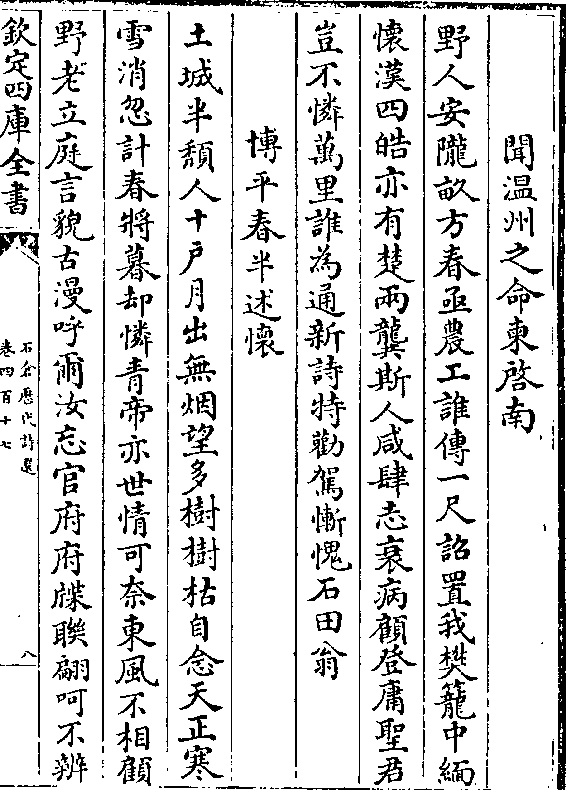 聞温州之命柬啓南
野人安隴畝方春亟農工誰傳一尺詔置我樊籠中緬
懷漢四皓亦有楚兩龔斯人咸肆志衰病顧登庸聖君
豈不憐萬里誰為通新詩特勸駕慚愧石田翁
博平春半述懷
土城半頹人十戶月出無烟望多樹樹枯自念天正寒
雪消忽計春將暮却憐青帝亦世情可奈東風不相顧
野老立庭言貌古漫呼爾汝忘官府府牒聯翩呵不辨
欽定四庫全書
石倉歷代詩選
卷四百十七
八